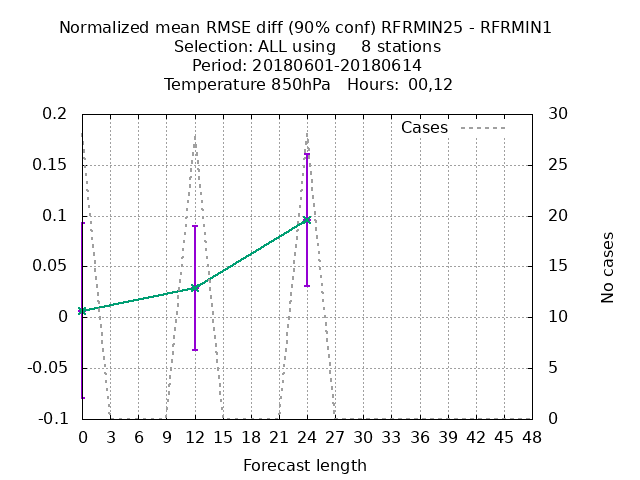 Normalized mean RMSE diff (90% conf) RFRMIN25 - RFRMIN1
Selection: ALL using     8 stations
Period: 20180601-20180614
Temperature 850hPa   Hours: 00,12
Cases
0.2
0.15
0.1
0.05
0
-0.05
-0.1
30
25
20
15
10
5
0
No cases
0 3 6 9 12 15 18 21 24 27 30 33 36 39 42 45 48
Forecast length